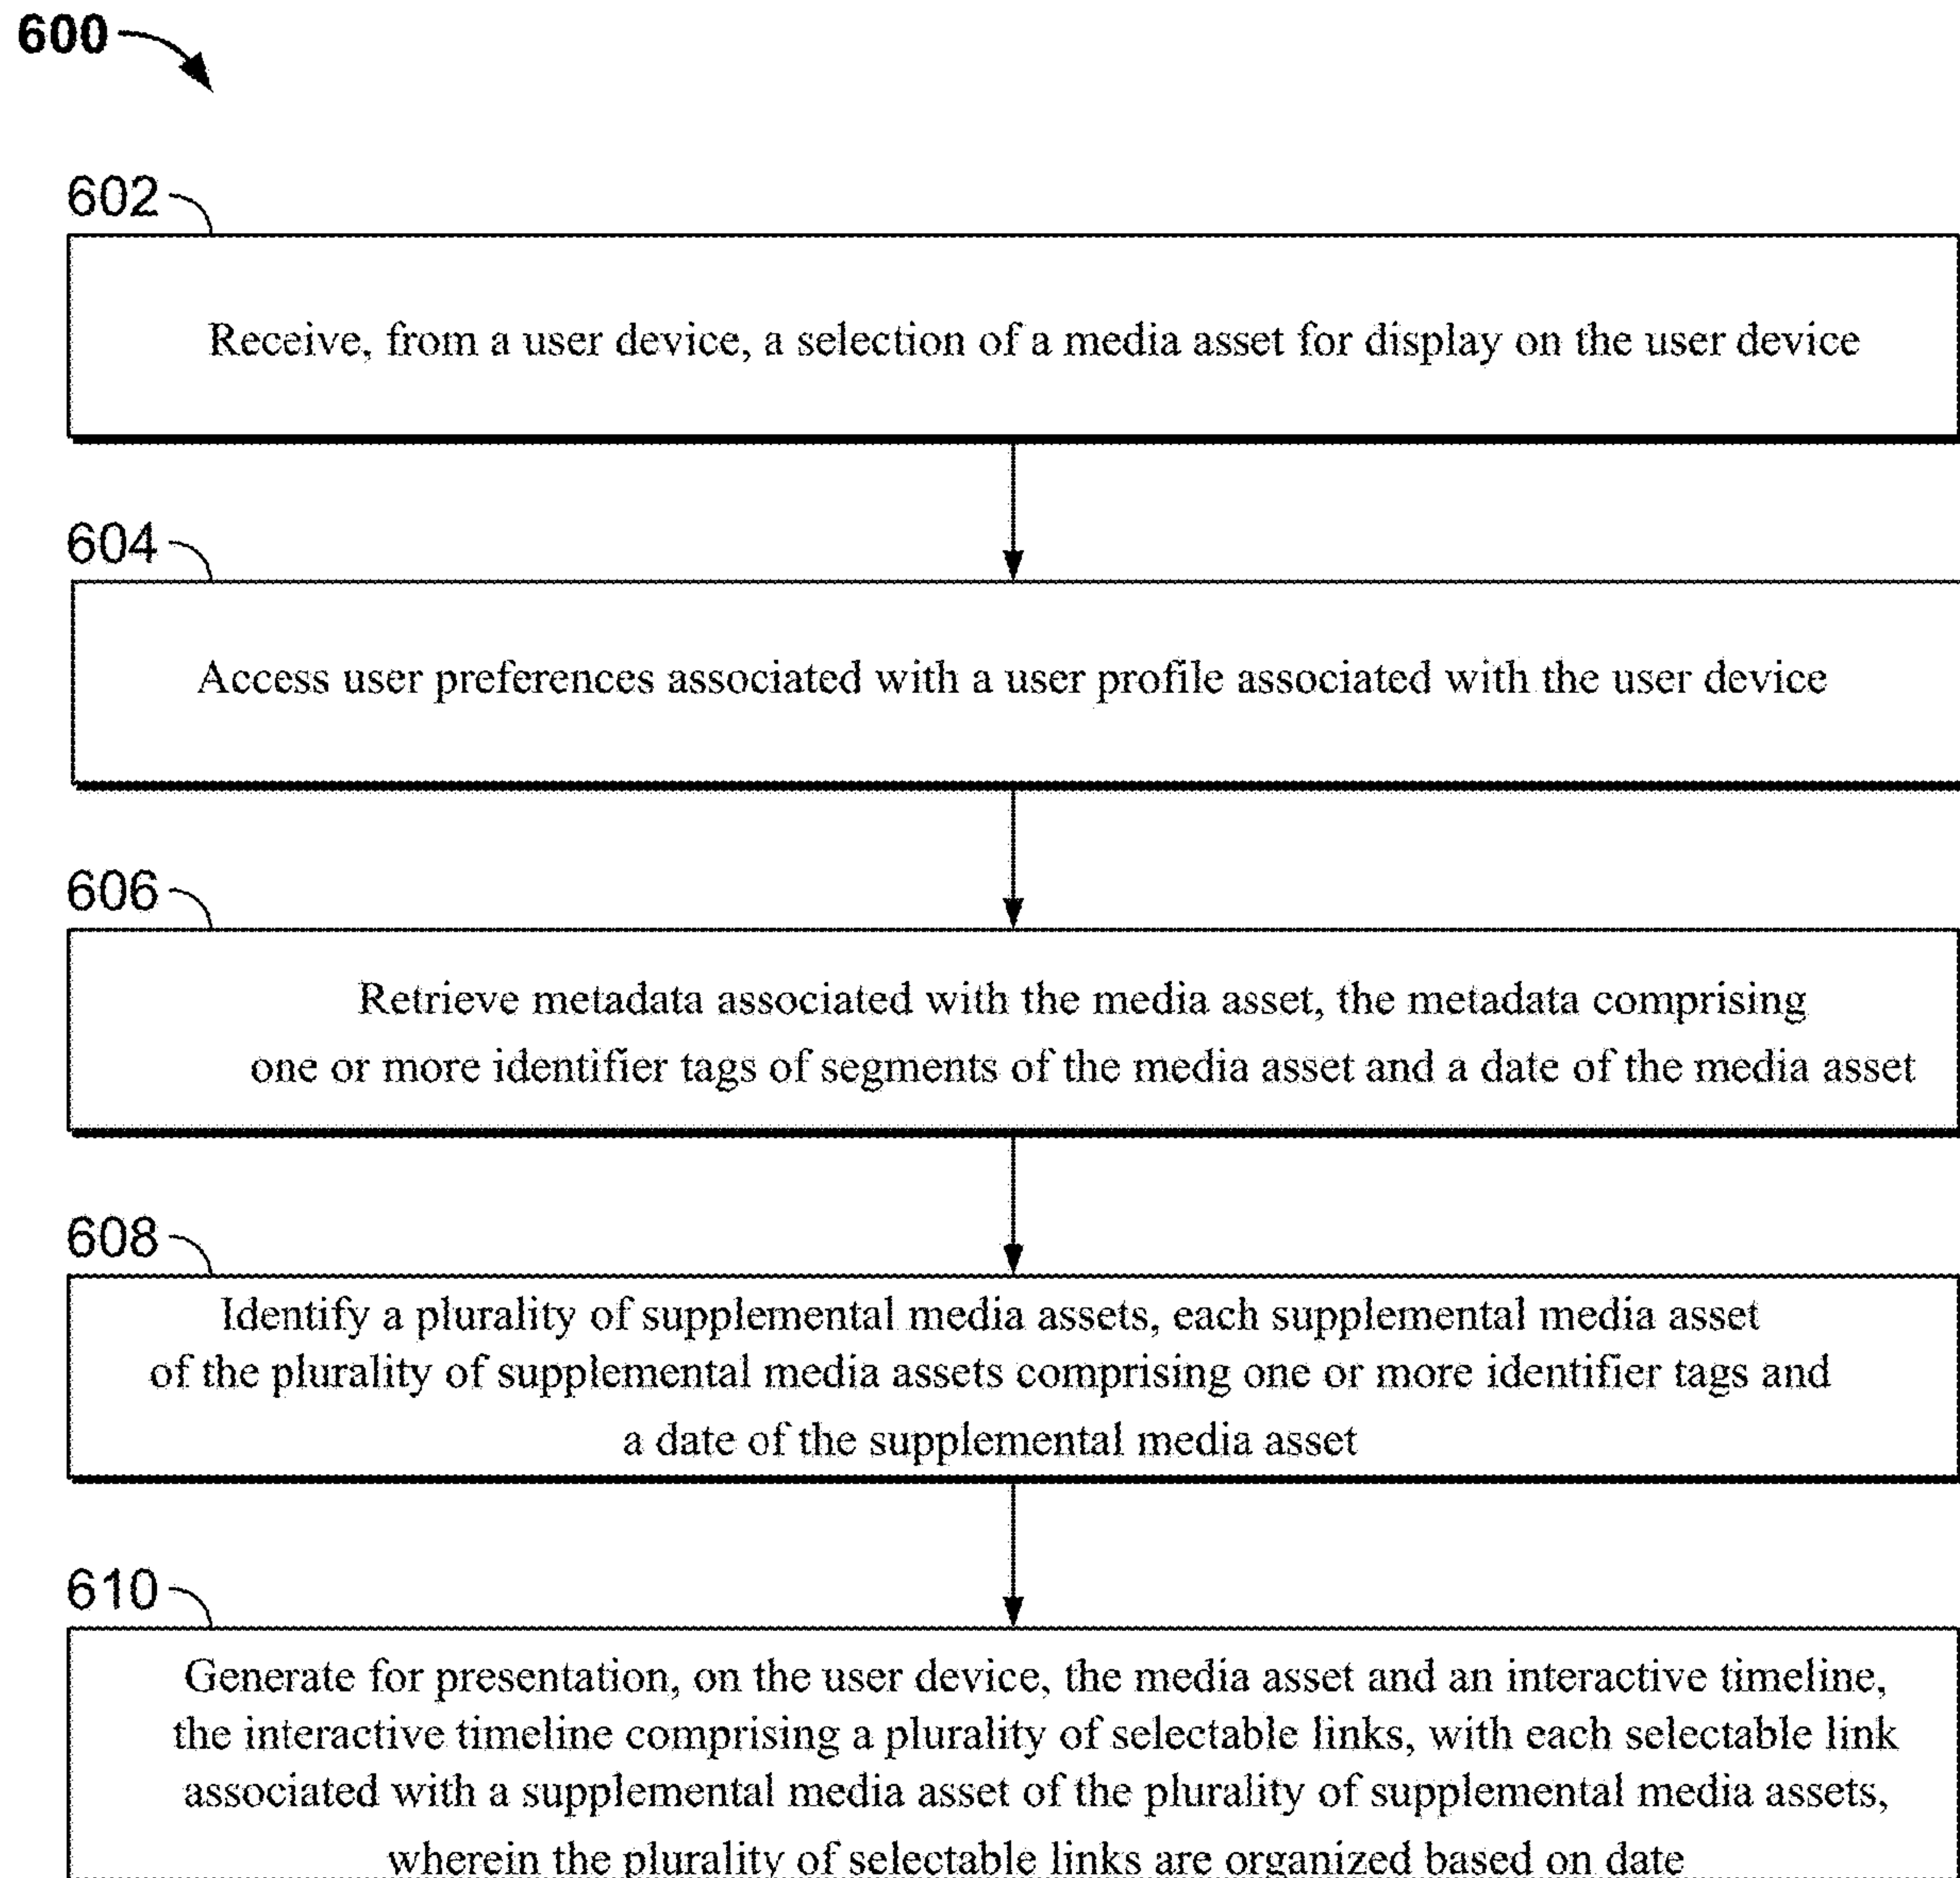 600
602
Receive, from a user device, a selection of a media asset for display on the user device
604
Access user preferences associated with a user profile associated with the user device
606
Retrieve metadata associated with the media asset, the metadata comprising
one or more identifier tags of segments of the media asset and a date of the media asset
608
Identify a plurality of supplemental media assets, each supplemental media asset
of the plurality of supplemental media assets comprising one or more identifier tags and
a date of the supplemental media asset
610
Generate for presentation, on the user device, the media asset and an interactive timeline,
the interactive timeline comprising a plurality of selectable links, with each selectable link
associated with a supplemental media asset of the plurality of supplemental media assets,
wherein the plurality of selectable links are organized based on date